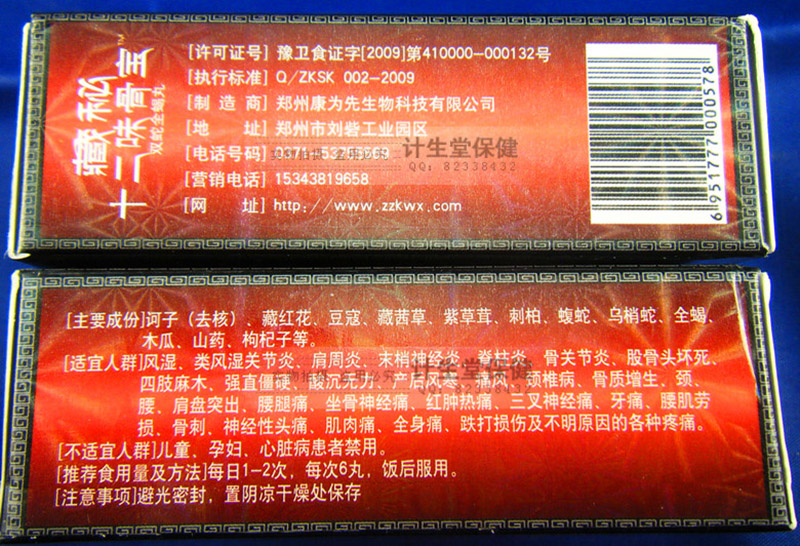 藏秘
十二味骨宝™
双蛇全蝎丸
[许可证号] 豫卫食证字[2009]第410000-000132号
[执行标准] Q/ZKSK 002-2009
[制造商] 郑州康为先生物科技有限公司
[地址] 郑州市刘砦工业园区
[电话号码] 0371-
[营销电话] 15343819658
[网址] http://www.zzkwx.com
计生堂保健
QQ:82338432
6951777000578
[主要成份]诃子(去核)、藏红花、豆寇、藏茜草、紫草茸、刺柏、蝮蛇、乌梢蛇、全蝎、
木瓜、山药、枸杞子等。
[适宜人群]风湿、类风湿关节炎、肩周炎、末梢神经炎、脊柱炎、骨关节炎、股骨头坏死、
四肢麻木、强直僵硬、酸沉乏力、产后风寒、痛风、颈椎病、骨质增生、颈、
腰、肩盘突出、腰腿痛、坐骨神经痛、红肿热痛、三叉神经痛、牙痛、腰肌劳
损、骨刺、神经性头痛、肌肉痛、全身痛、跌打损伤及不明原因的各种疼痛。
计生堂保健
[不适宜人群]儿童、孕妇、心脏病患者禁用。
[推荐食用量及方法]每日1-2次，每次6丸，饭后服用。
[注意事项]避光密封，置阴凉干燥处保存